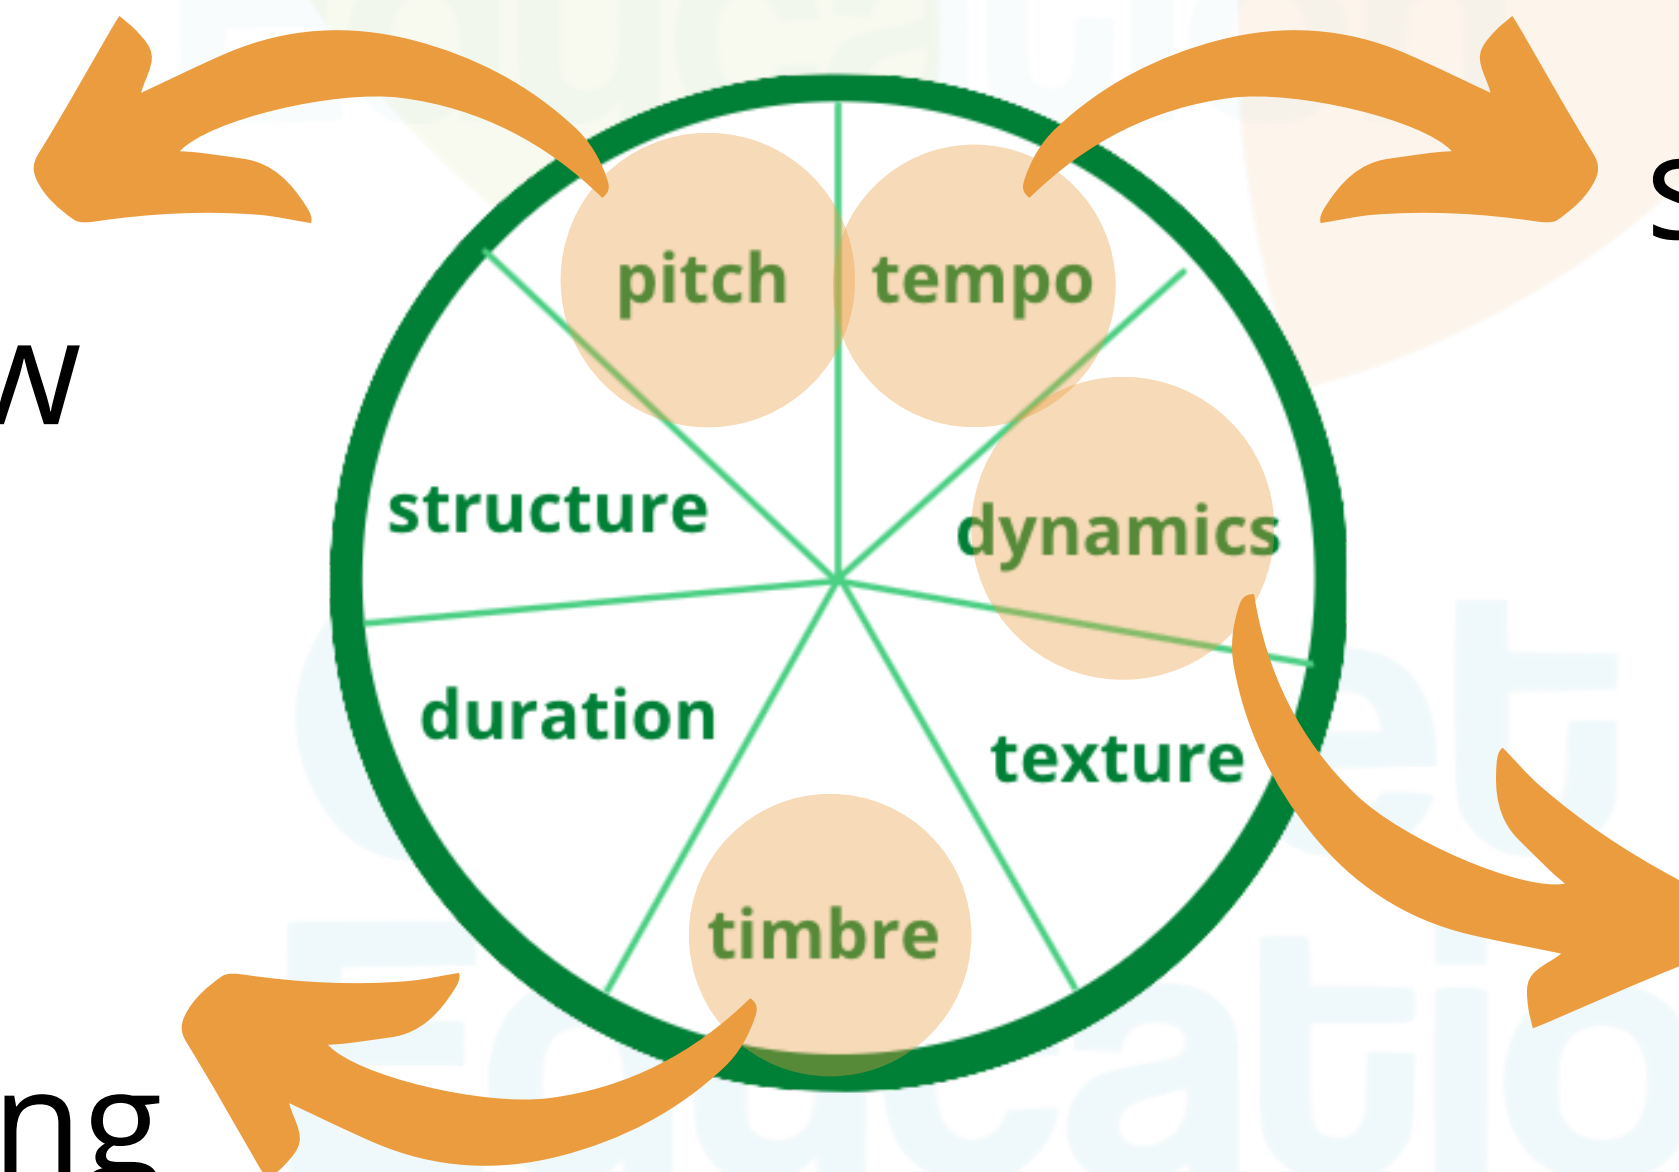 pitch
tempo
structure
dynamics
duration
texture
timbre